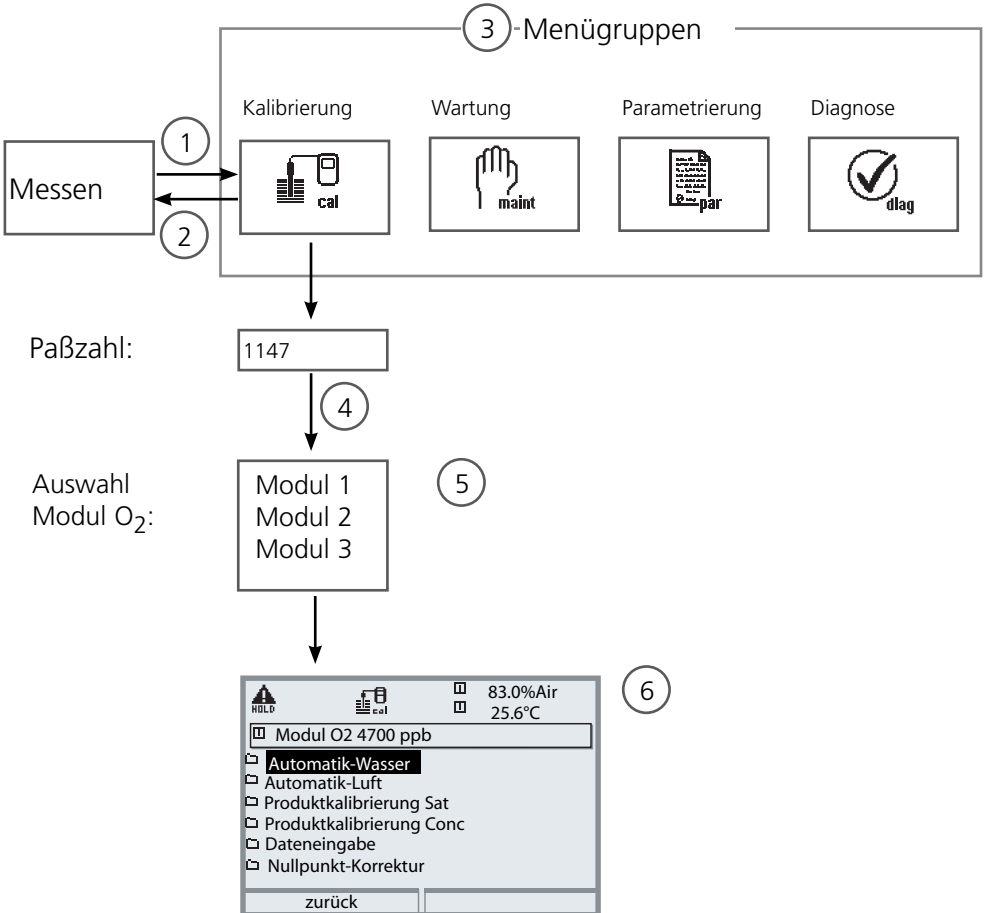 3 Menügruppen
Kalibrierung Wartung Parametrierung Diagnose
1
Messen
cal maint par diag
2
Paßzahl: 1147
4
Auswahl
Modul O2:
Modul 1
Modul 2
Modul 3
5
HOLD cal 83.0%Air
25.6°C
6
Modul O2 4700 ppb
Automatik-Wasser
Automatik-Luft
Produktkalibrierung Sat
Produktkalibrierung Conc
Dateneingabe
Nullpunkt-Korrektur
zurück